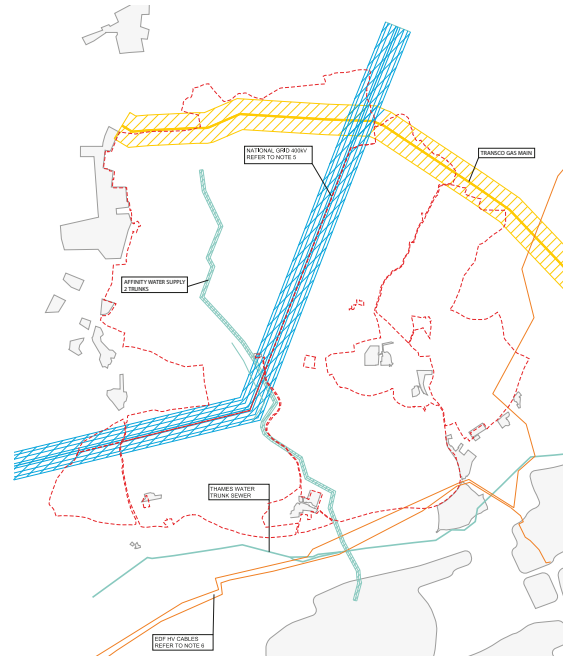 NATIONAL GRID 400kV
REFER TO NOTE 5
TRANSCO GAS MAIN
AFFINITY WATER SUPPLY
2 TRUNKS
THAMES WATER
TRUNK SEWER
EDF HV CABLES
REFER TO NOTE 6